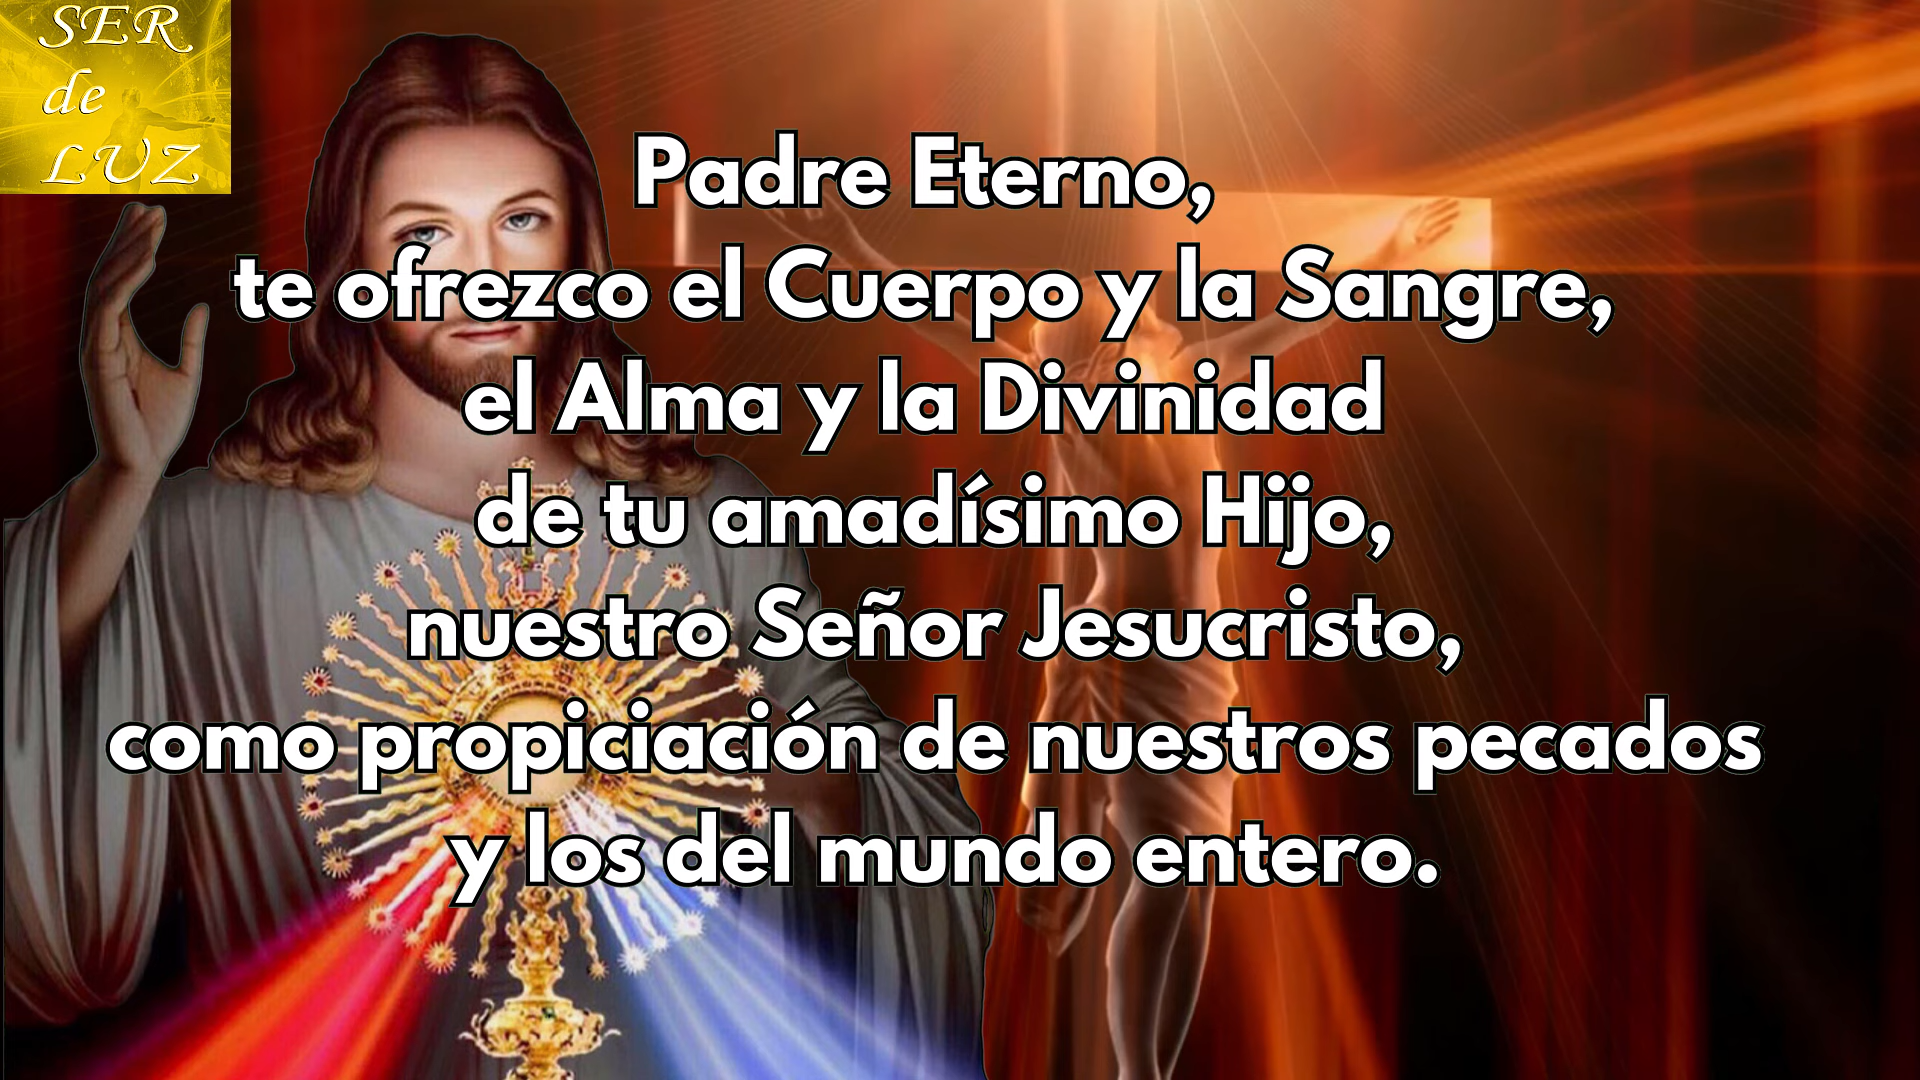 SER
de
LUZ
Padre Eterno,
te ofrezco el Cuerpo y la Sangre,
el Alma y la Divinidad
de tu amadísimo Hijo,
nuestro Señor Jesucristo,
como propiciación de nuestros pecados
y los del mundo entero.